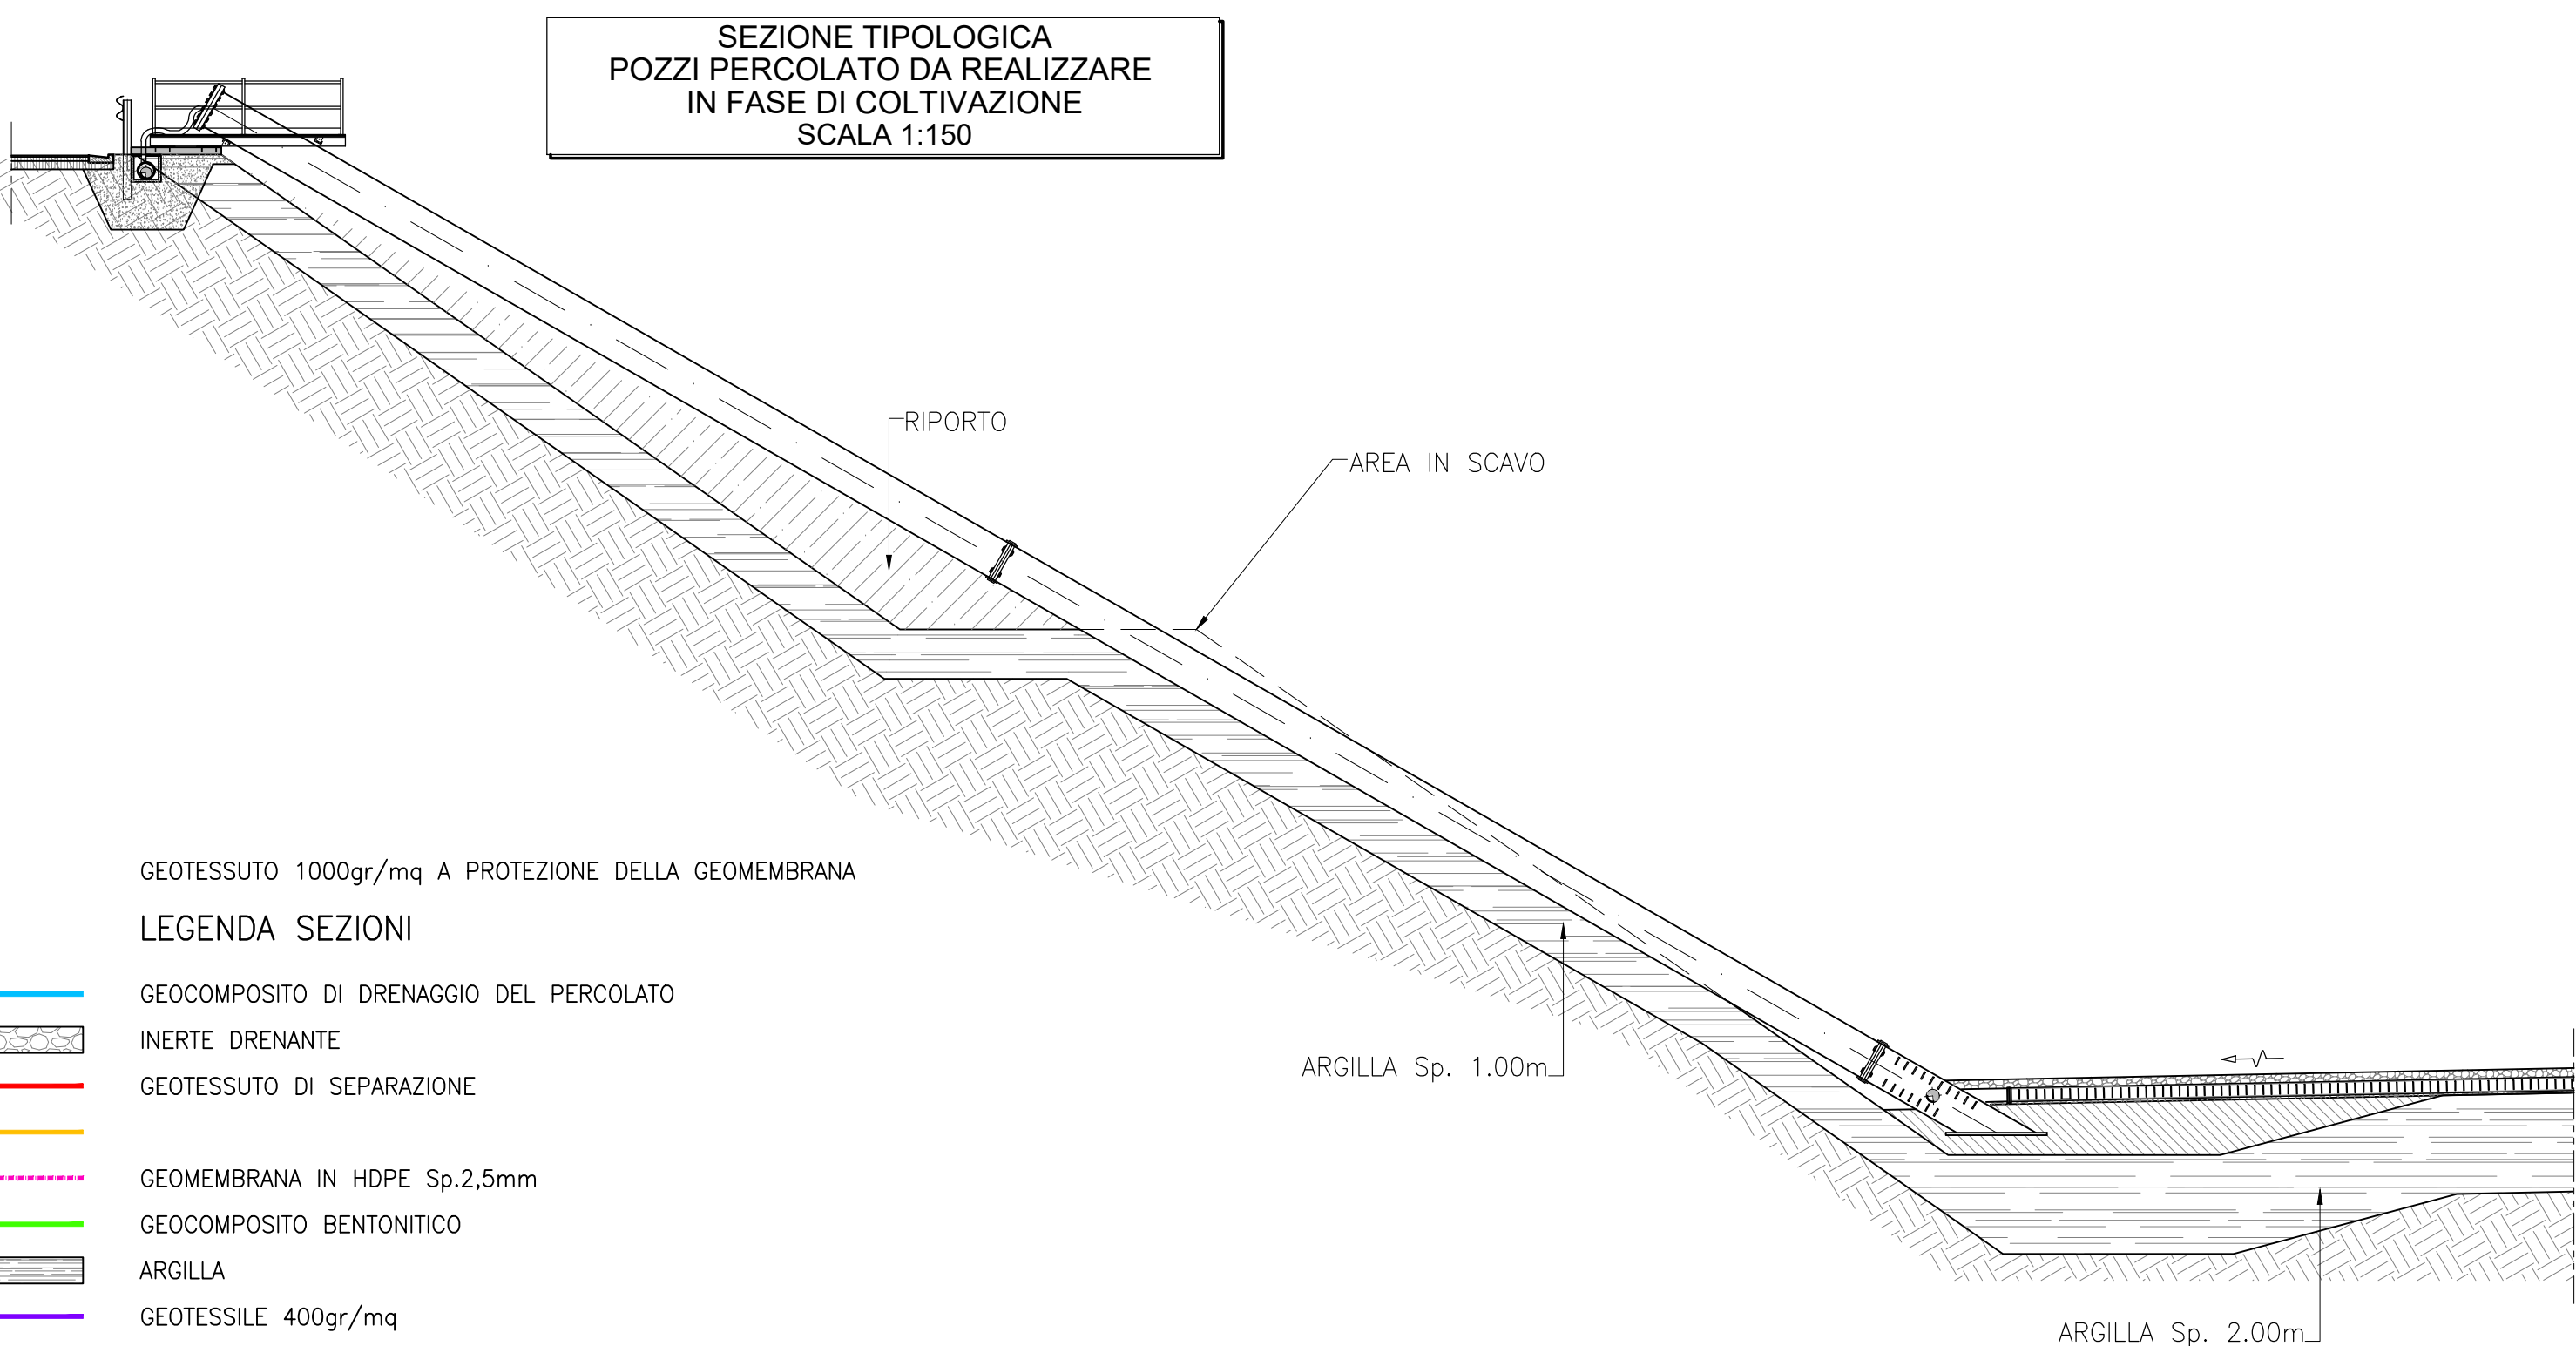 SEZIONE TIPOLOGICA
POZZI PERCOLATO DA REALIZZARE
IN FASE DI COLTIVAZIONE
SCALA 1:150
RIPORTO
AREA IN SCAVO
GEOTESSUTO 1000gr/mq A PROTEZIONE DELLA GEOMEMBRANA
LEGENDA SEZIONI
GEOCOMPOSITO DI DRENAGGIO DEL PERCOLATO
INERTE DRENANTE
GEOTESSUTO DI SEPARAZIONE
GEOMEMBRANA IN HDPE Sp.2,5mm
GEOCOMPOSITO BENTONITICO
ARGILLA
GEOTESSILE 400gr/mq
ARGILLA Sp. 1.00m
ARGILLA Sp. 2.00m